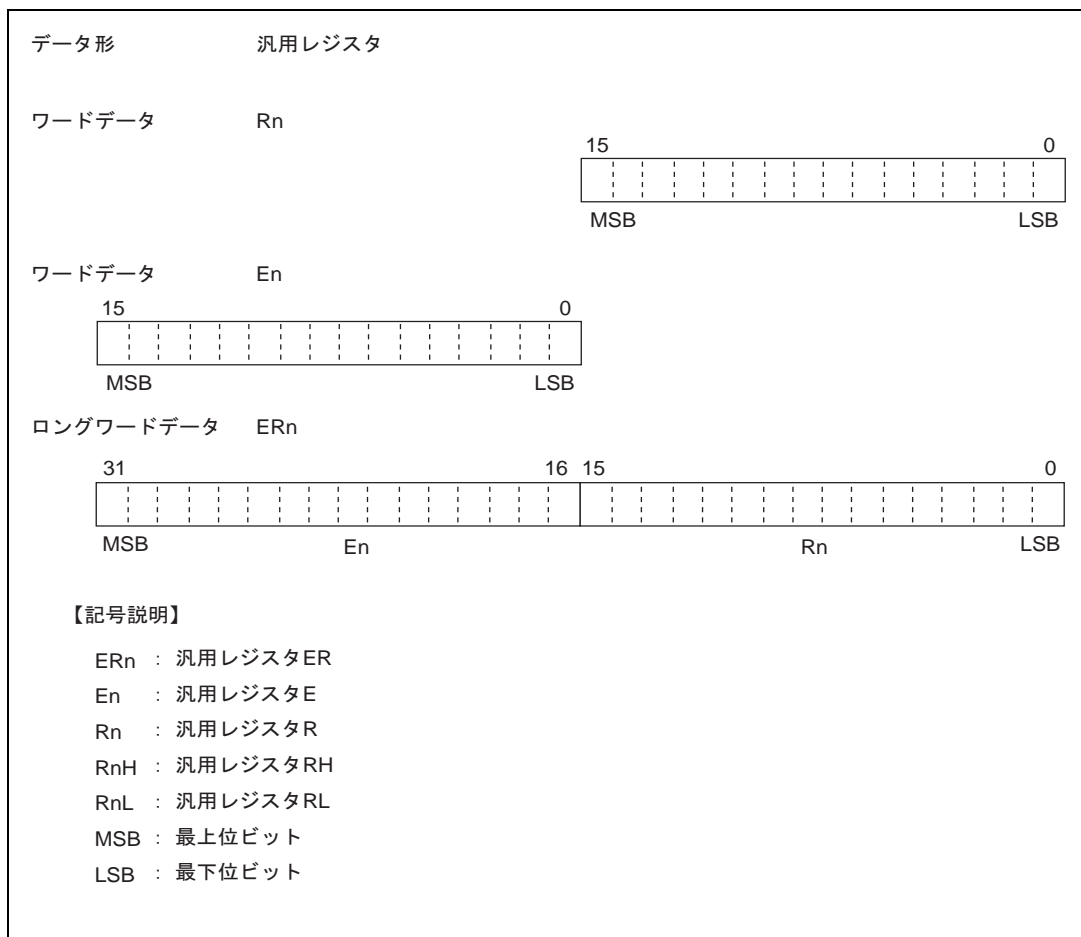 データ形 汎用レジスタ
ワードデータ Rn
15 0
MSB LSB
ワードデータ En
15 0
MSB LSB
ロングワードデータ ERn
31 16 15 0
MSB En Rn LSB
【記号説明】
ERn : 汎用レジスタER
En : 汎用レジスタE
Rn : 汎用レジスタR
RnH : 汎用レジスタRH
RnL : 汎用レジスタRL
MSB : 最上位ビット
LSB : 最下位ビット